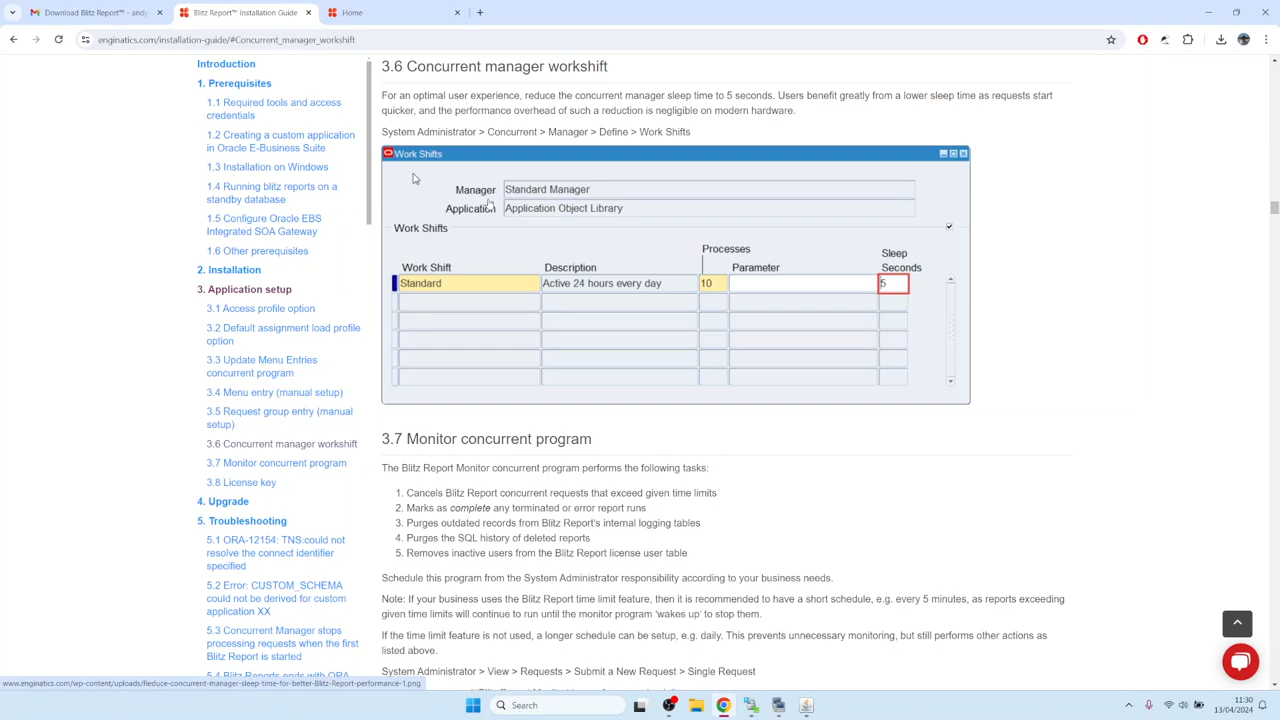 Download Blitz Report™ - andy
Blitz Report™ Installation Guide
Home
enginatics.com/installation-guide/#Concurrent_manager_workshift
Introduction
1. Prerequisites
1.1 Required tools and access
credentials
1.2 Creating a custom application
in Oracle E-Business Suite
1.3 Installation on Windows
1.4 Running blitz reports on a
standby database
1.5 Configure Oracle EBS
Integrated SOA Gateway
1.6 Other prerequisites
2. Installation
3. Application setup
3.1 Access profile option
3.2 Default assignment load profile
option
3.3 Update Menu Entries
concurrent program
3.4 Menu entry (manual setup)
3.5 Request group entry (manual
setup)
3.6 Concurrent manager workshift
3.7 Monitor concurrent program
3.8 License key
4. Upgrade
5. Troubleshooting
5.1 ORA-12154: TNS:could not
resolve the connect identifier
specified
5.2 Error: CUSTOM_SCHEMA
could not be derived for custom
application XX
5.3 Concurrent Manager stops
processing requests when the first
Blitz Report is started
5.4 Blitz Reports ends with ORA
www.enginatics.com/wp-content/uploads/Reduce-concurrent-manager-sleep-time-for-better-Blitz-Report-performance-1.png
3.6 Concurrent manager workshift
For an optimal user experience, reduce the concurrent manager sleep time to 5 seconds. Users benefit greatly from a lower sleep time as requests start
quicker, and the performance overhead of such a reduction is negligible on modern hardware.
System Administrator > Concurrent > Manager > Define > Work Shifts
Work Shifts
Manager Standard Manager
Application Application Object Library
Work Shifts
Processes
Sleep
Work Shift Description Parameter Seconds
Standard Active 24 hours every day 10 5
3.7 Monitor concurrent program
The Blitz Report Monitor concurrent program performs the following tasks:
1. Cancels Blitz Report concurrent requests that exceed given time limits
2. Marks as complete any terminated or error report runs
3. Purges outdated records from Blitz Report's internal logging tables
4. Purges the SQL history of deleted reports
5. Removes inactive users from the Blitz Report license user table
Schedule this program from the System Administrator responsibility according to your business needs.
Note: If your business uses the Blitz Report time limit feature, then it is recommended to have a short schedule, e.g. every 5 minutes, as reports exceeding
given time limits will continue to run until the monitor program 'wakes up' to stop them.
If the time limit feature is not used, a longer schedule can be setup, e.g. daily. This prevents unnecessary monitoring, but still performs other actions as
listed above.
System Administrator > View > Requests > Submit a New Request > Single Request
Search
11:30
13/04/2024